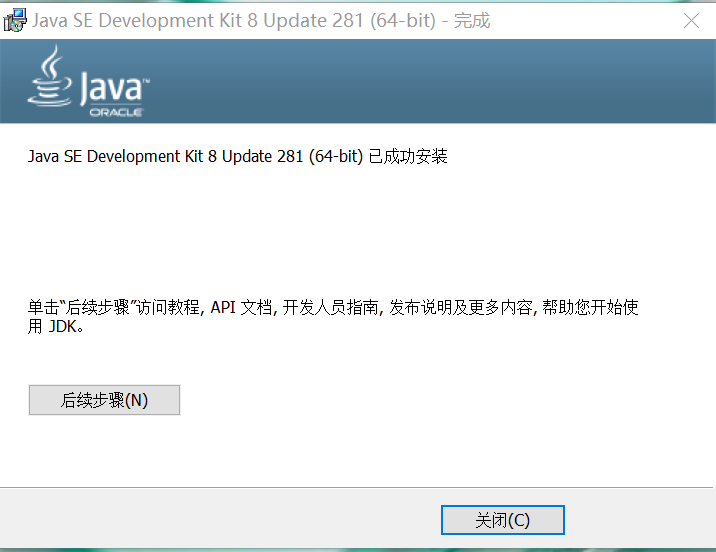 Java SE Development Kit 8 Update 281 (64-bit) - 完成
Java™
ORACLE
Java SE Development Kit 8 Update 281 (64-bit) 已成功安装
单击“后续步骤”访问教程, API 文档, 开发人员指南, 发布说明及更多内容, 帮助您开始使
用 JDK。
后续步骤(N)
关闭(C)